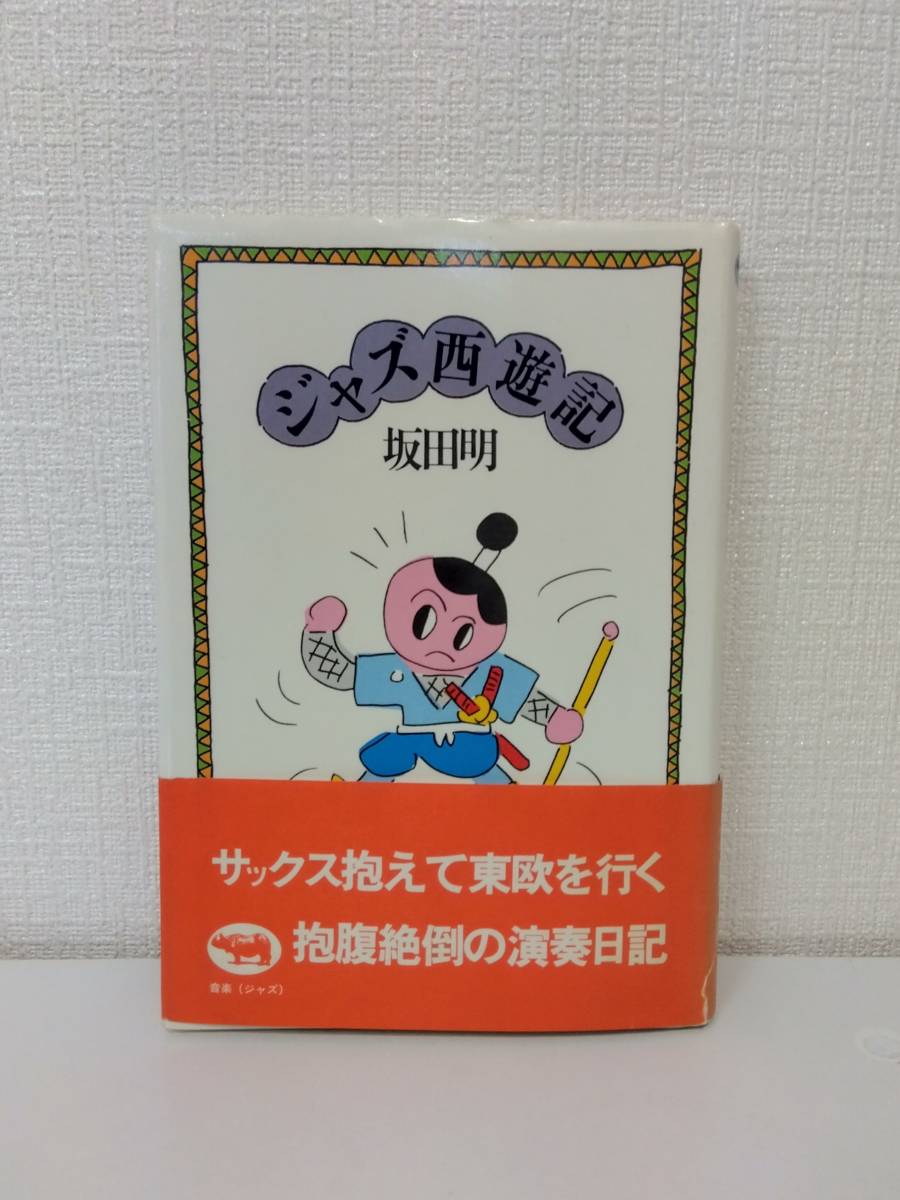 ジャズ西遊記
坂田明
サックス抱えて東欧を行く
抱腹絶倒の演奏日記
音楽（ジャズ）